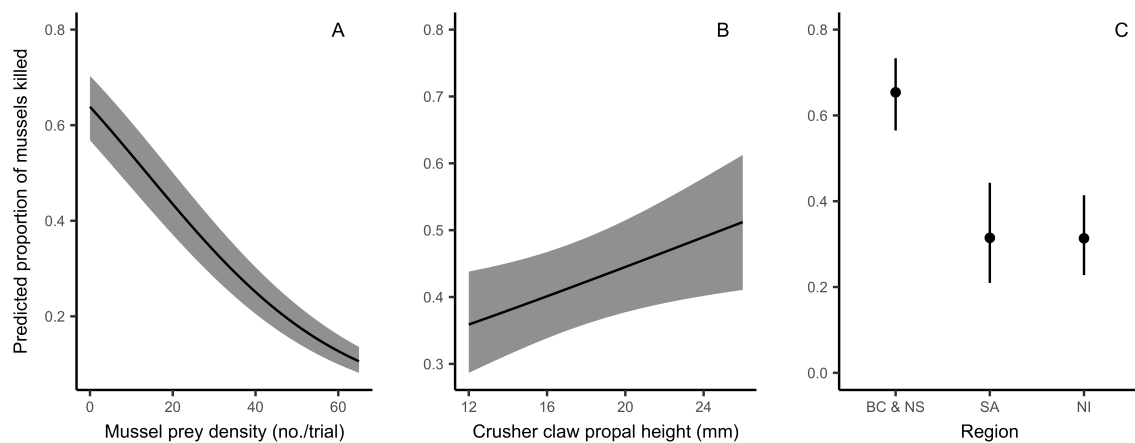 Predicted proportion of mussels killed
A
0.8
0.6
0.4
0.2
0 20 40 60
Mussel prey density (no./trial)
B
0.8
0.7
0.6
0.5
0.4
0.3
12 16 20 24
Crusher claw propal height (mm)
C
0.8
0.6
0.4
0.2
0.0
BC & NS SA NI
Region